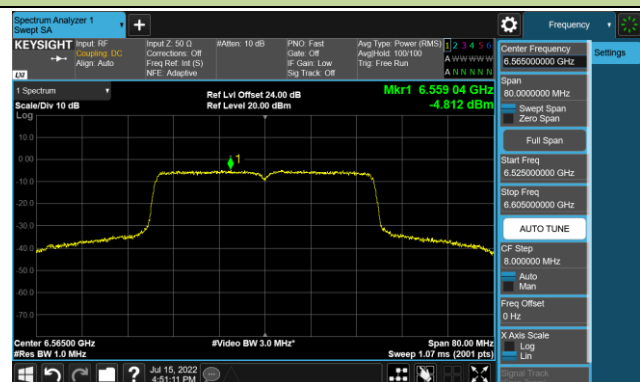 Spectrum Analyzer 1
Swept SA
Frequency
KEYSIGHT
Input: RF
Coupling: DC
Align: Auto
Input Z: 50 Ω
Corrections: Off
Freq Ref: Int (S)
NFE: Adaptive
#Atten: 10 dB
PNO: Fast
Gate: Off
IF Gain: Low
Sig Track: Off
Avg Type: Power (RMS)
Avg|Hold: 100/100
Trig: Free Run
1 2 3 4 5 6
A W W W W W
A N N N N N
LXI
Center Frequency
6.565000000 GHz
Settings
Span
80.0000000 MHz
Swept Span
Zero Span
Full Span
Start Freq
6.525000000 GHz
Stop Freq
6.605000000 GHz
AUTO TUNE
CF Step
8.000000 MHz
Auto
Man
Freq Offset
0 Hz
X Axis Scale
Log
Lin
Signal Track
1 Spectrum
Scale/Div 10 dB
Log
Ref Lvl Offset 24.00 dB
Ref Level 20.00 dBm
Mkr1 6.559 04 GHz
-4.812 dBm
1
10.0
0.00
-10.0
-20.0
-30.0
-40.0
-50.0
-60.0
-70.0
Center 6.56500 GHz
#Res BW 1.0 MHz
#Video BW 3.0 MHz*
Span 80.00 MHz
Sweep 1.07 ms (2001 pts)
?
Jul 15, 2022
4:51:11 PM